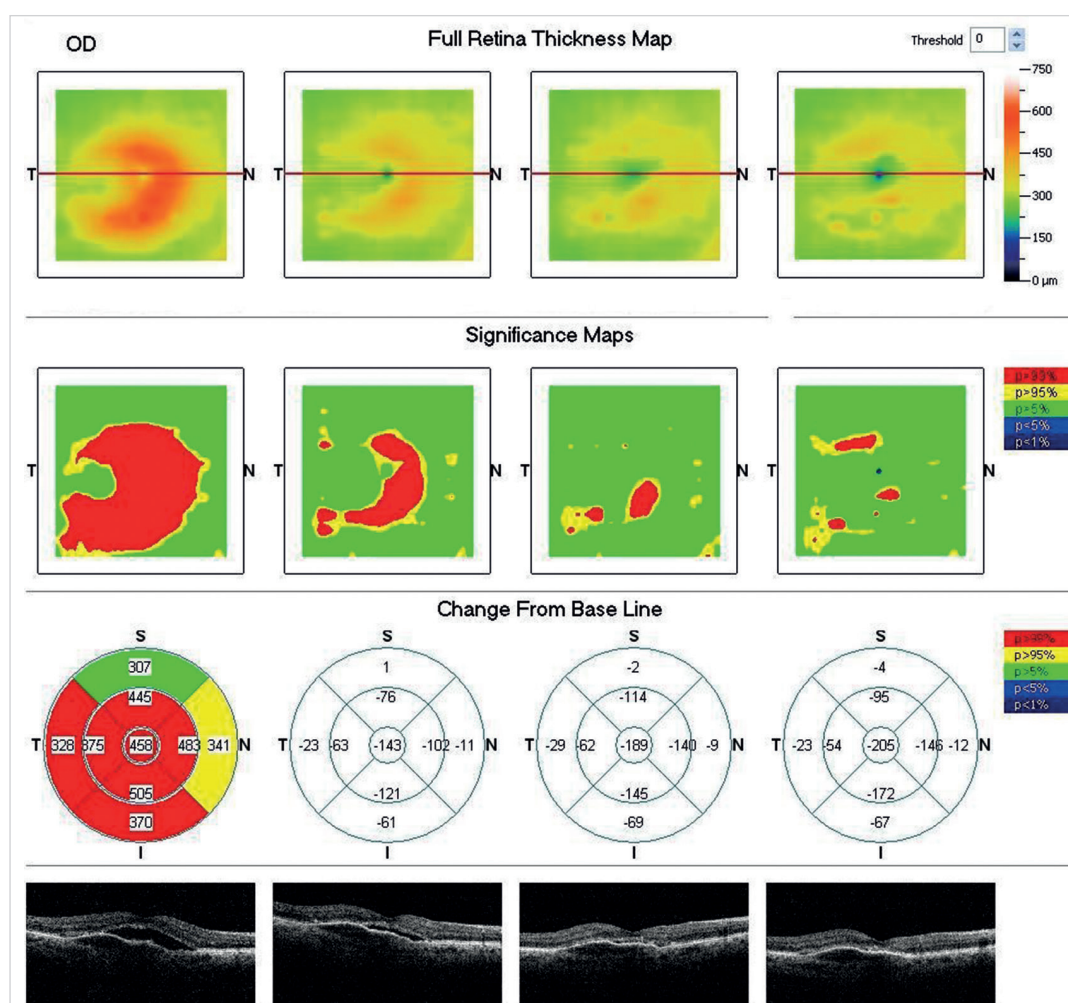 OD
Full Retina Thickness Map
Threshold 0
T N T N T N T N
750
600
450
300
150
0 µm
Significance Maps
T N T N T N T N
p>95%
p>5%
p<5%
p<1%
Change From Base Line
S S S S
307 1 -2 -4
445 -76 -114 -95
T 328 375 458 483 341 N
T -23 -63 -143 -102 -11 N
T -29 -62 -189 -140 -9 N
T -23 -54 -205 -146 -12 N
505 -121 -145 -172
370 -61 -69 -67
I I I I
p>95%
p>5%
p<5%
p<1%